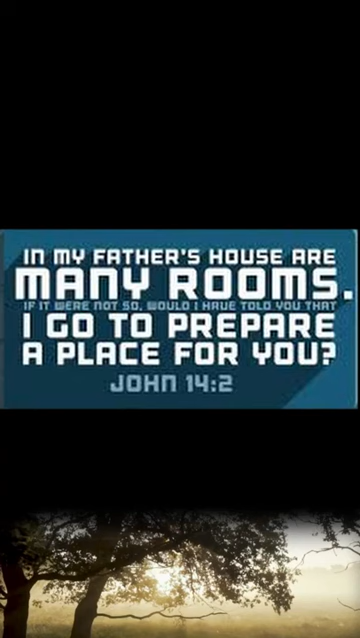 IN MY FATHER'S HOUSE ARE
MANY ROOMS.
IF IT WERE NOT SO, WOULD I HAVE TOLD YOU THAT
I GO TO PREPARE
A PLACE FOR YOU?
JOHN 14:2